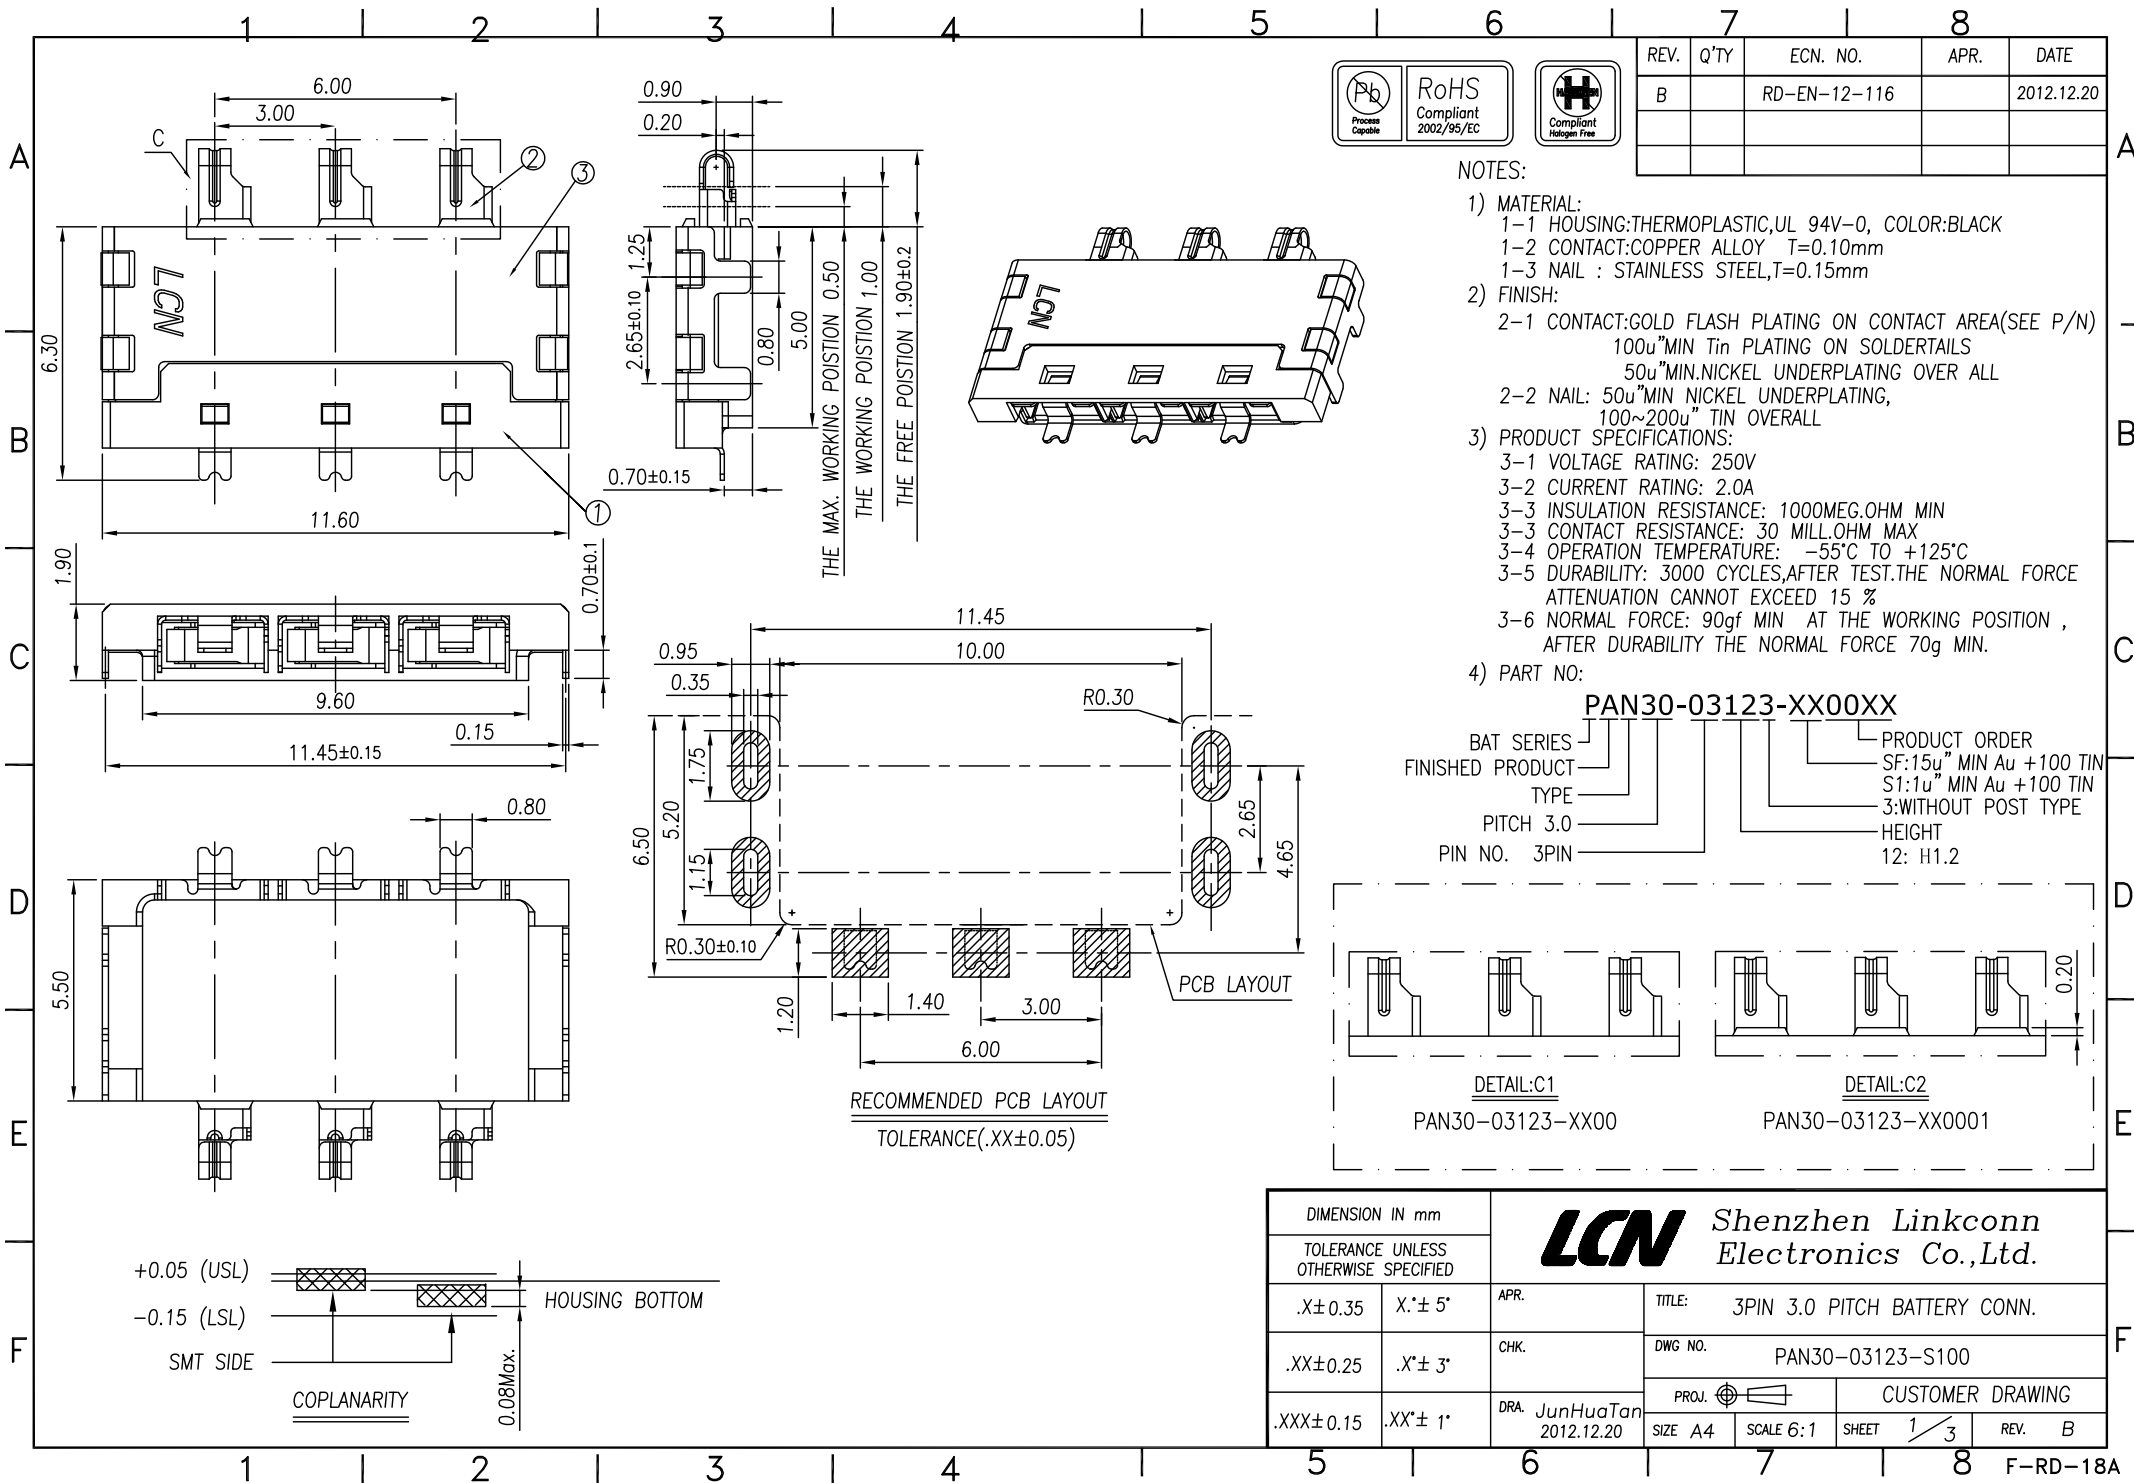 1 2 3 4 5 6 7 8
A
B
C
D
E
F
REV. Q'TY ECN. NO. APR. DATE
B RD-EN-12-116 2012.12.20
Pb
Process
Capable
RoHS
Compliant
2002/95/EC
H
Compliant
Halogen Free
6.00
3.00
C
2
3
LCN
6.30
1
11.60
0.90
0.20
1.25
2.65±0.10
0.80
5.00
0.70±0.15
THE MAX. WORKING POISTION 0.50
THE WORKING POISTION 1.00
THE FREE POISTION 1.90±0.2
LCN
NOTES:
1) MATERIAL:
1-1 HOUSING:THERMOPLASTIC,UL 94V-0, COLOR:BLACK
1-2 CONTACT:COPPER ALLOY T=0.10mm
1-3 NAIL : STAINLESS STEEL,T=0.15mm
2) FINISH:
2-1 CONTACT:GOLD FLASH PLATING ON CONTACT AREA(SEE P/N)
100u"MIN Tin PLATING ON SOLDERTAILS
50u"MIN.NICKEL UNDERPLATING OVER ALL
2-2 NAIL: 50u"MIN NICKEL UNDERPLATING,
100~200u" TIN OVERALL
3) PRODUCT SPECIFICATIONS:
3-1 VOLTAGE RATING: 250V
3-2 CURRENT RATING: 2.0A
3-3 INSULATION RESISTANCE: 1000MEG.OHM MIN
3-3 CONTACT RESISTANCE: 30 MILL.OHM MAX
3-4 OPERATION TEMPERATURE: -55°C TO +125°C
3-5 DURABILITY: 3000 CYCLES,AFTER TEST.THE NORMAL FORCE
ATTENUATION CANNOT EXCEED 15 %
3-6 NORMAL FORCE: 90gf MIN AT THE WORKING POSITION ,
AFTER DURABILITY THE NORMAL FORCE 70g MIN.
4) PART NO:
PAN30-03123-XX00XX
BAT SERIES
FINISHED PRODUCT
TYPE
PITCH 3.0
PIN NO. 3PIN
PRODUCT ORDER
SF:15u" MIN Au +100 TIN
S1:1u" MIN Au +100 TIN
3:WITHOUT POST TYPE
HEIGHT
12: H1.2
1.90
0.70±0.1
9.60
0.15
11.45±0.15
0.80
5.50
11.45
10.00
0.95
0.35
R0.30
1.75
5.20
6.50
1.15
2.65
4.65
R0.30±0.10
1.20
1.40
3.00
6.00
PCB LAYOUT
RECOMMENDED PCB LAYOUT
TOLERANCE(.XX±0.05)
0.20
DETAIL:C1
PAN30-03123-XX00
DETAIL:C2
PAN30-03123-XX0001
+0.05 (USL)
-0.15 (LSL)
SMT SIDE
HOUSING BOTTOM
0.08Max.
COPLANARITY
DIMENSION IN mm
TOLERANCE UNLESS
OTHERWISE SPECIFIED
.X±0.35 X.°± 5°
.XX±0.25 .X°± 3°
.XXX±0.15 .XX°± 1°
LCN
Shenzhen Linkconn
Electronics Co.,Ltd.
APR.
CHK.
DRA. JunHuaTan
2012.12.20
TITLE: 3PIN 3.0 PITCH BATTERY CONN.
DWG NO. PAN30-03123-S100
PROJ. CUSTOMER DRAWING
SIZE A4 SCALE 6:1 SHEET 1/3 REV. B
A
B
C
D
E
F
1 2 3 5 6 7 8
F-RD-18A